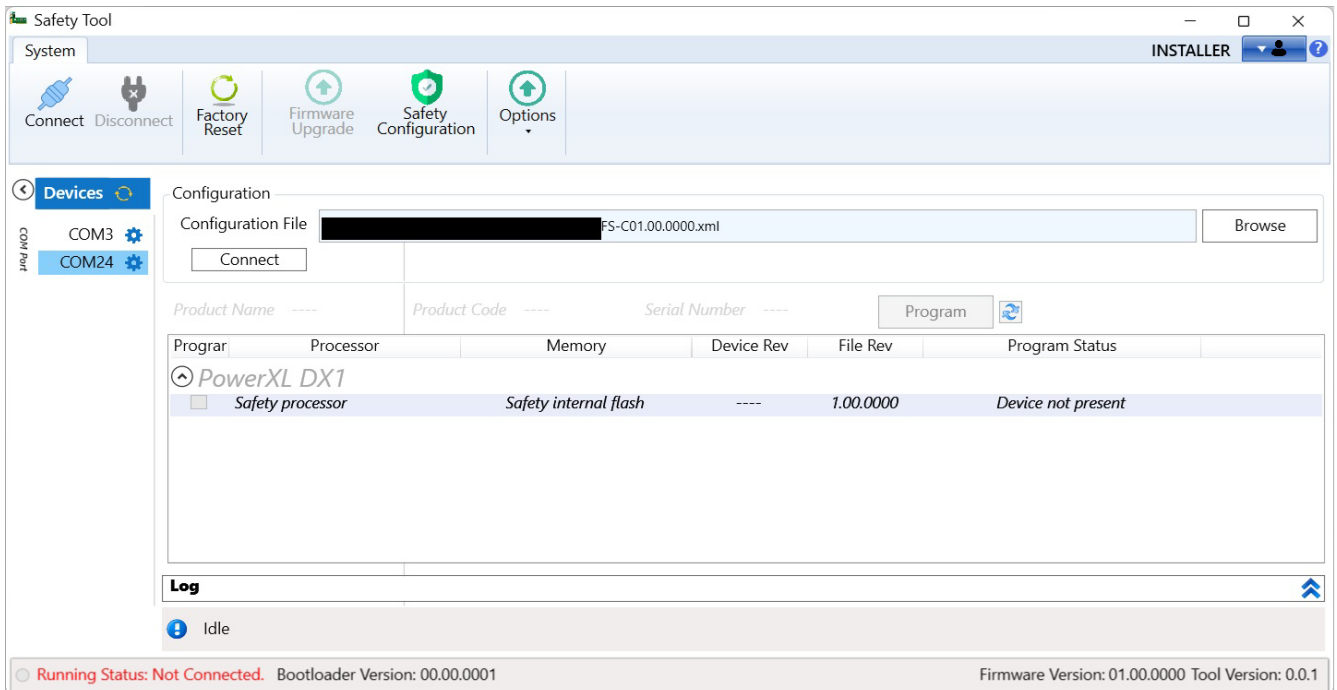 Safety Tool
System
INSTALLER
Connect
Disconnect
Factory
Reset
Firmware
Upgrade
Safety
Configuration
Options
Devices
COM Port
COM3
COM24
Configuration
Configuration File FS-C01.00.0000.xml Browse
Connect
Product Name ---- Product Code ---- Serial Number ---- Program
Prograr Processor Memory Device Rev File Rev Program Status
PowerXL DX1
Safety processor Safety internal flash ---- 1.00.0000 Device not present
Log
Idle
Running Status: Not Connected. Bootloader Version: 00.00.0001 Firmware Version: 01.00.0000 Tool Version: 0.0.1